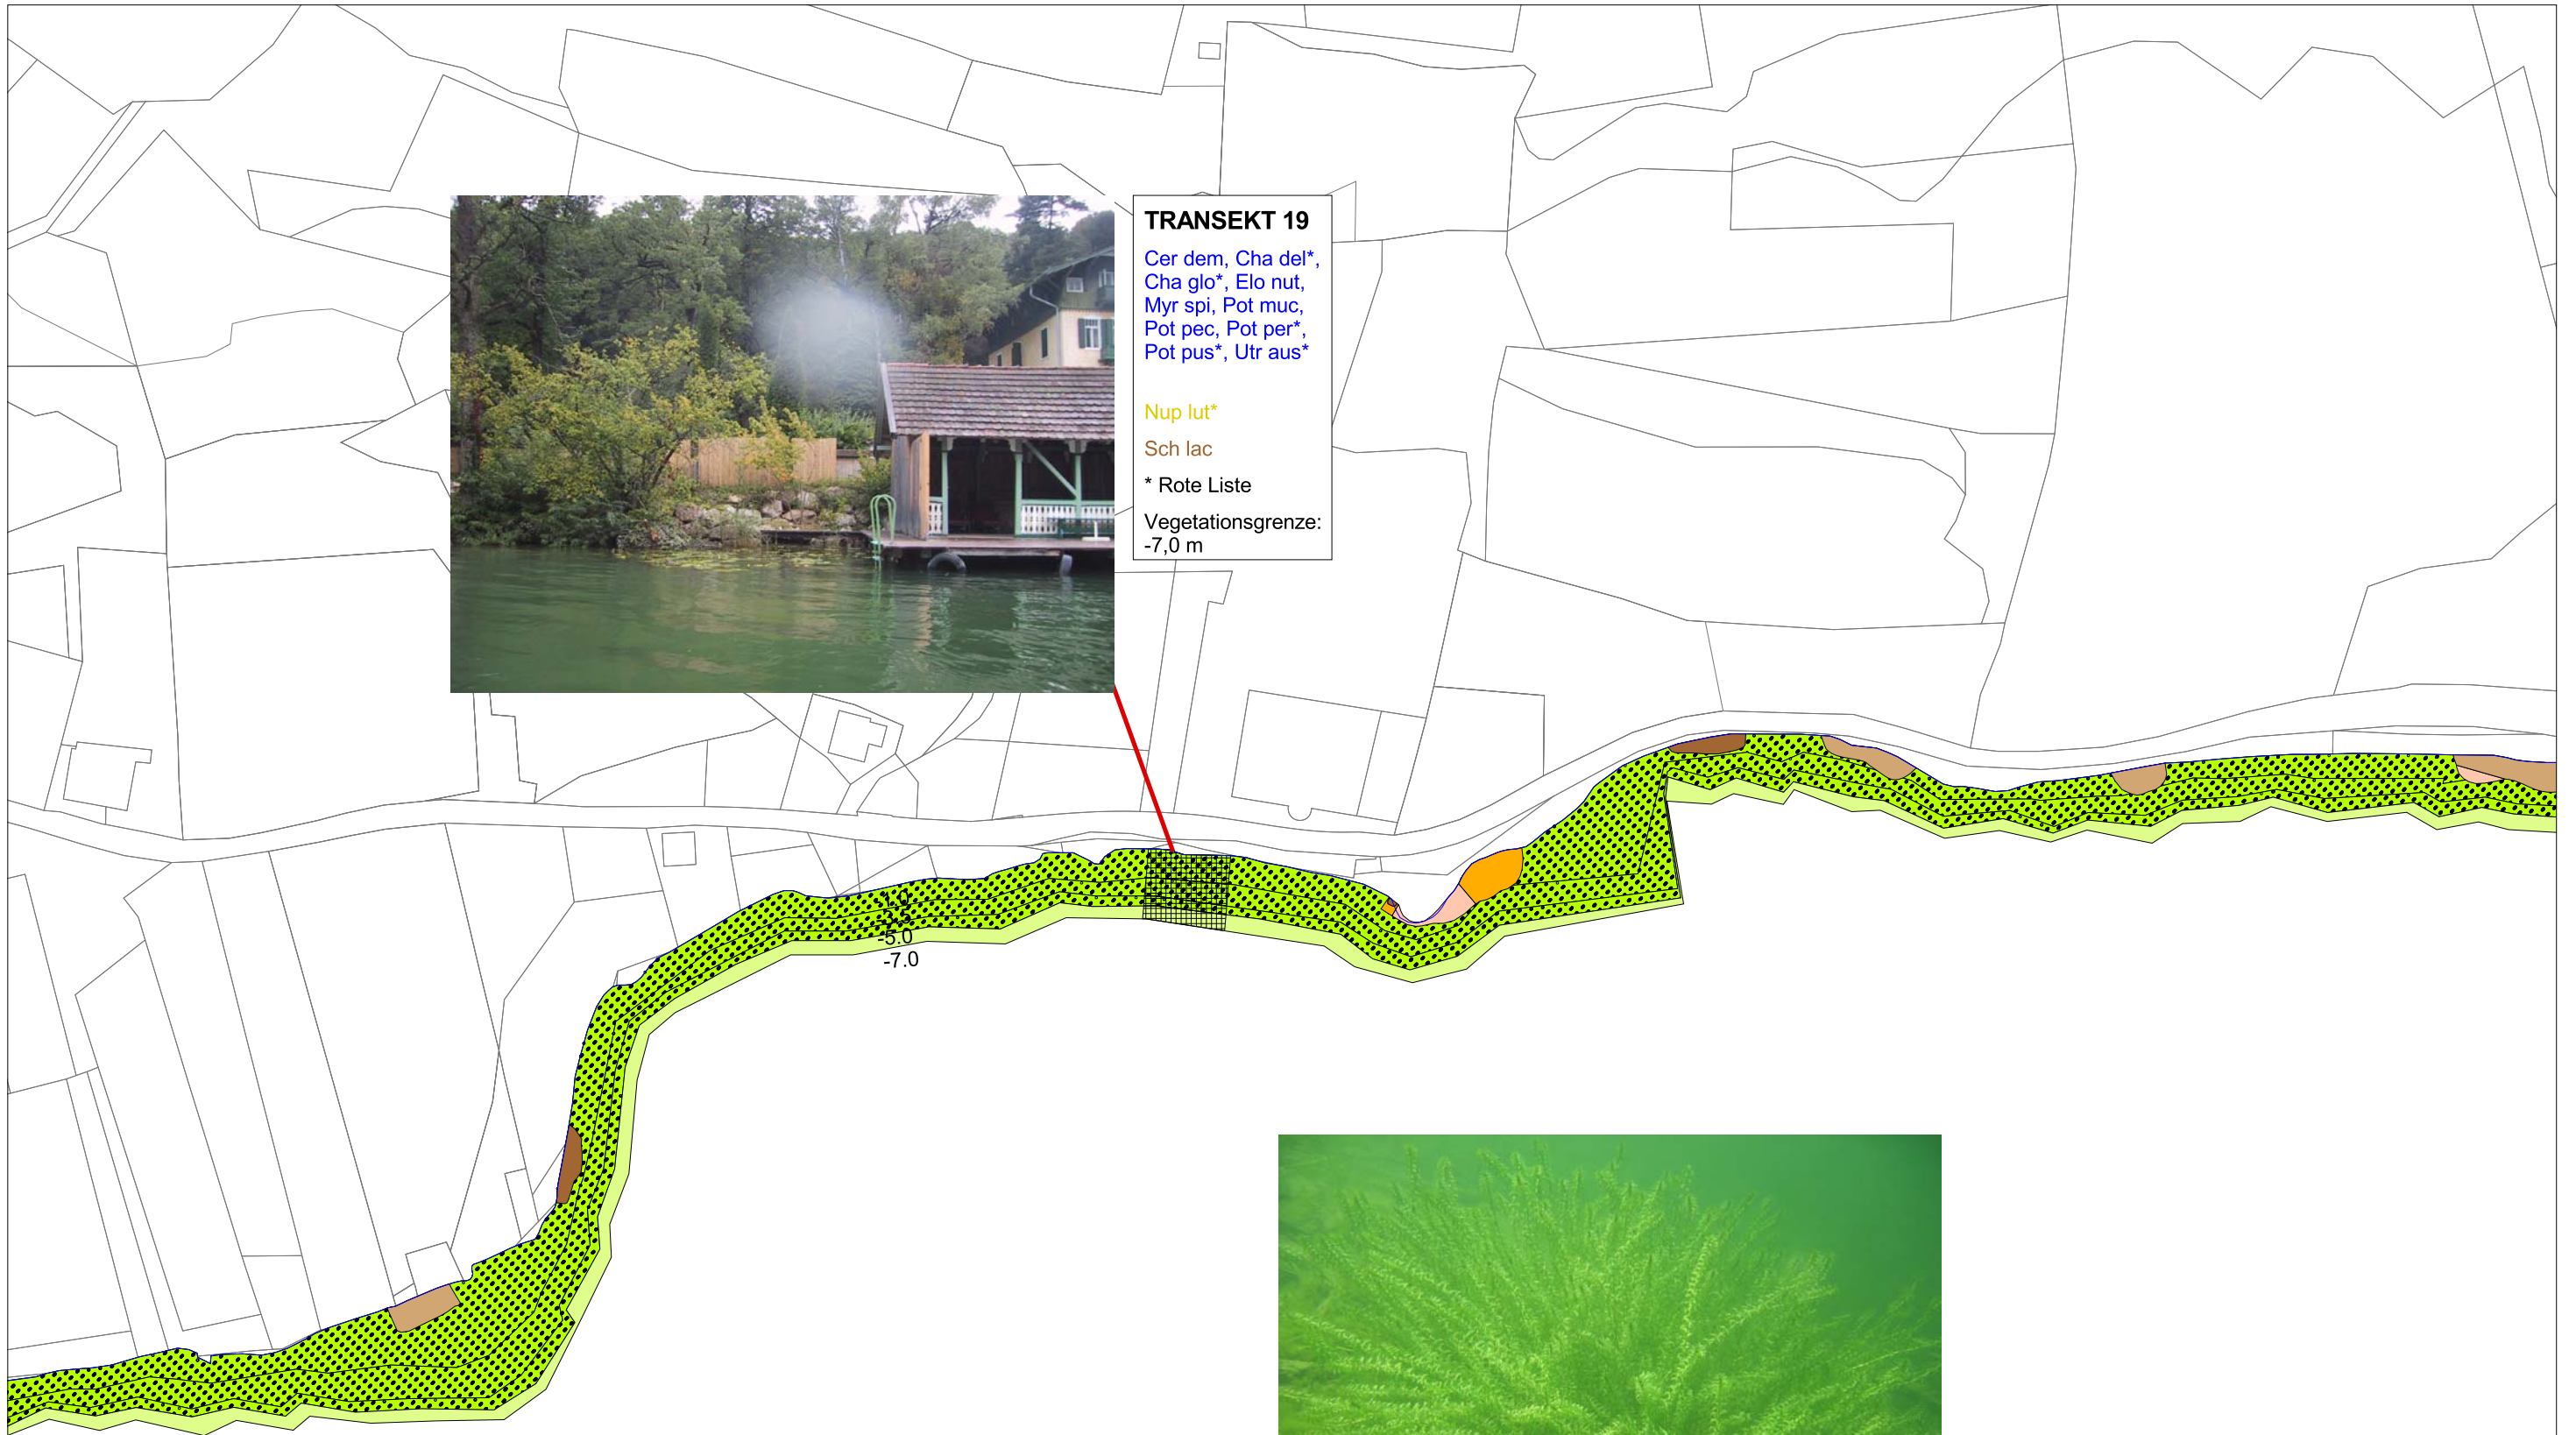 TRANSEKT 19
Cer dem, Cha del*,
Cha glo*, Elo nut,
Myr spi, Pot muc,
Pot pec, Pot per*,
Pot pus*, Utr aus*
Nup lut*
Sch lac
* Rote Liste
Vegetationsgrenze:
-7,0 m
-5.0
-7.0